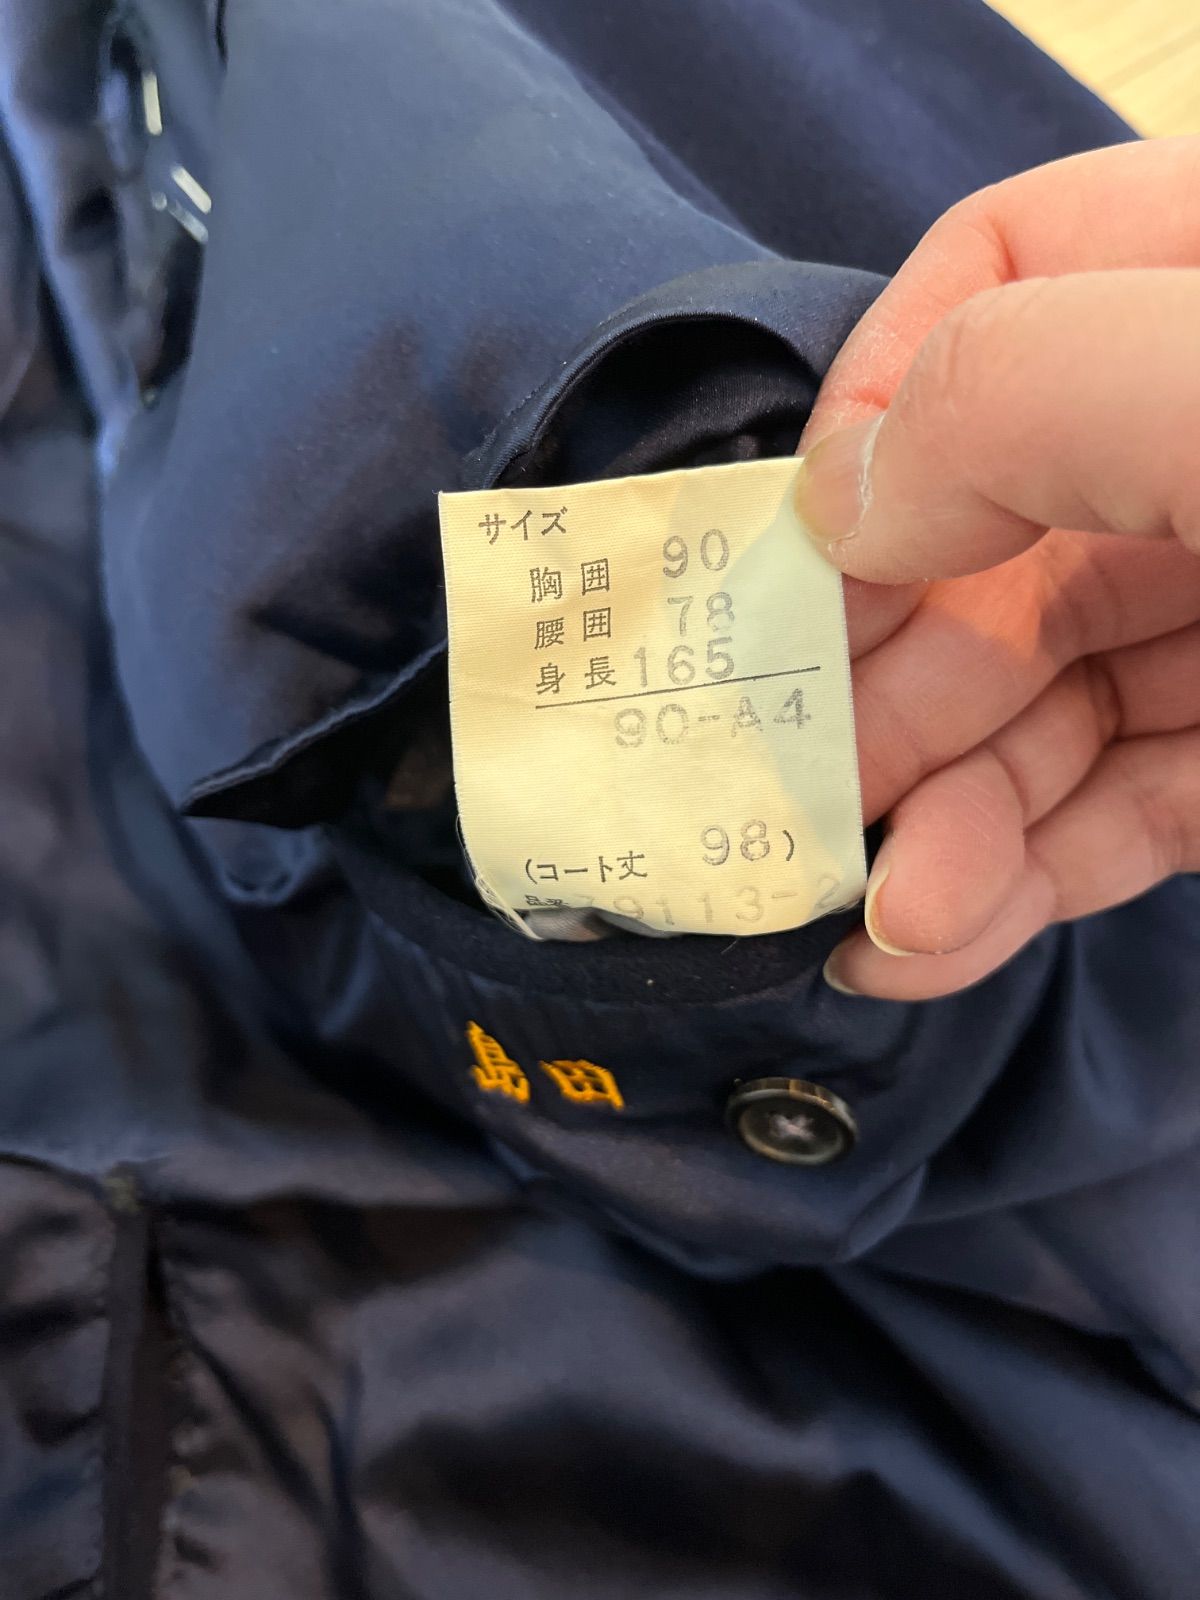 サイズ
胸囲 90
腰囲 78
身長 165
90-A4
(コート丈 98)
9113-2
島田